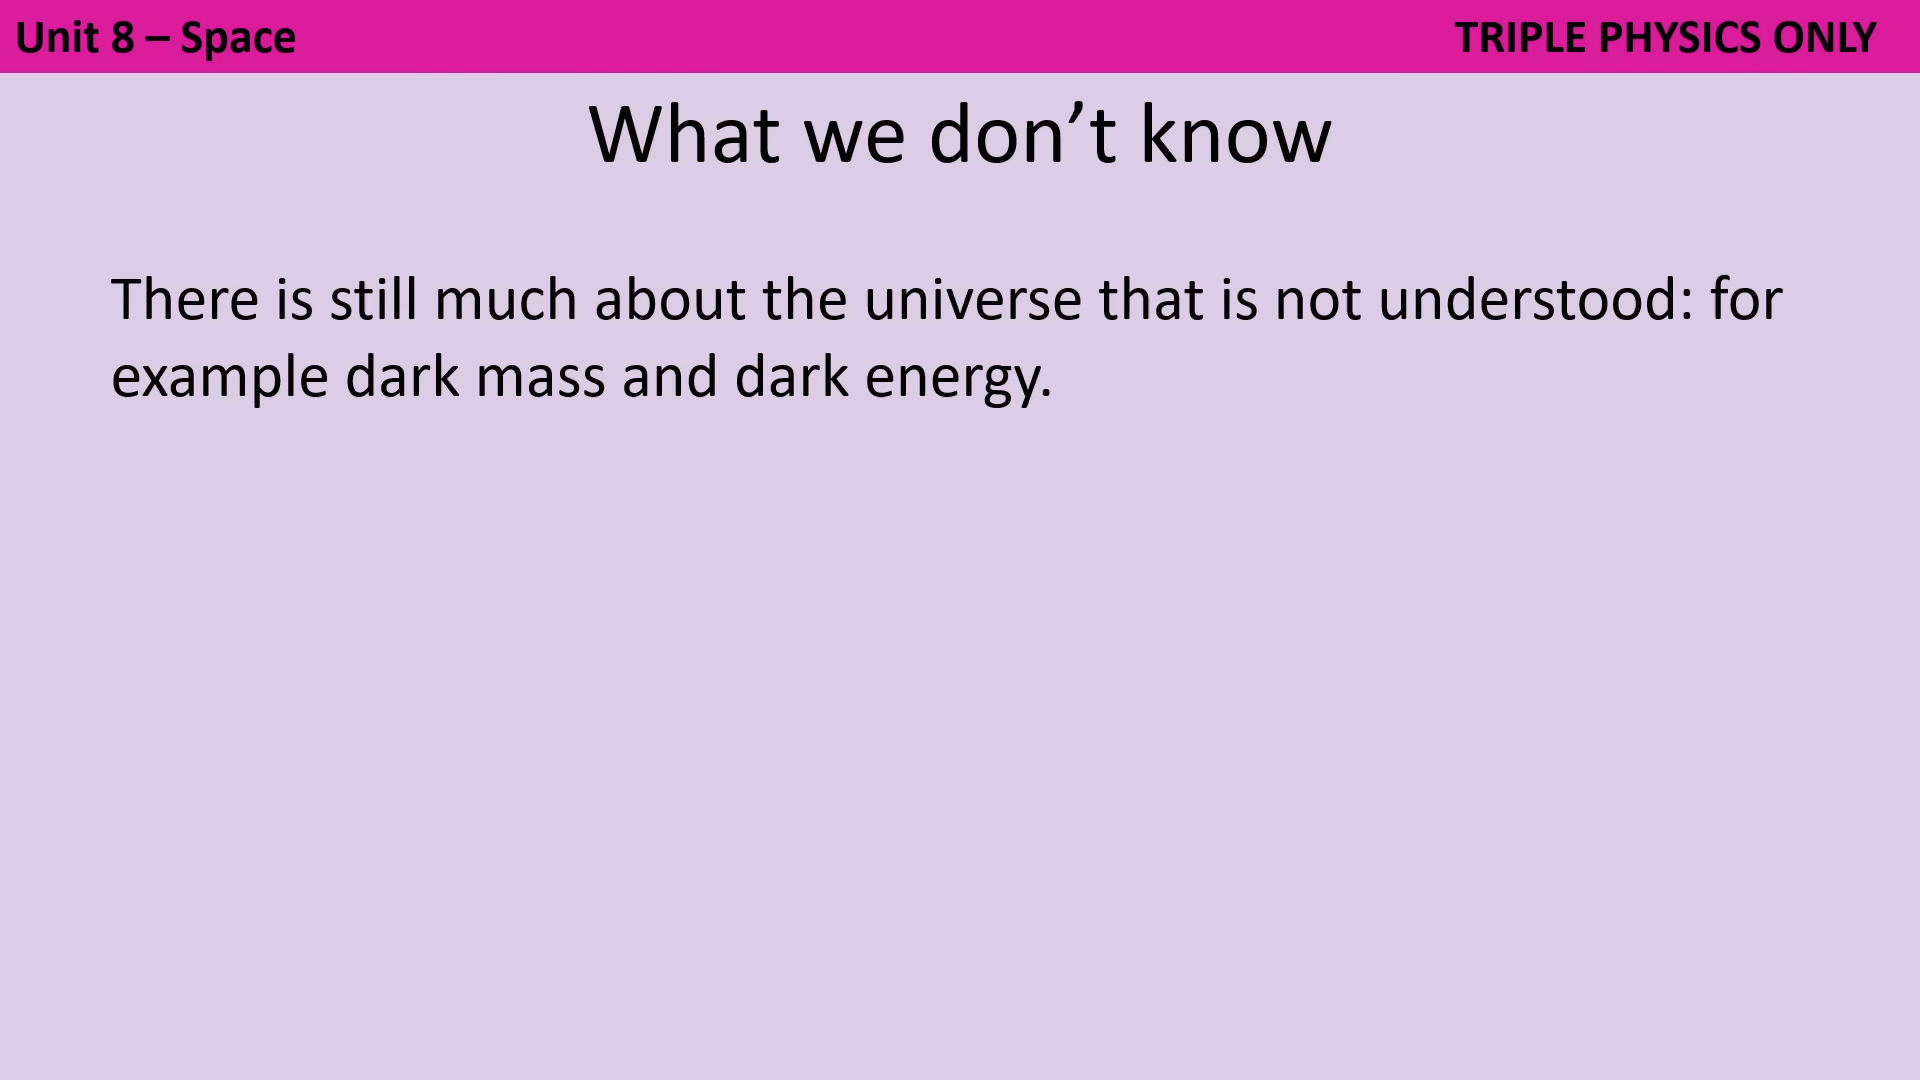 Unit 8 – Space
TRIPLE PHYSICS ONLY
What we don’t know
There is still much about the universe that is not understood: for
example dark mass and dark energy.